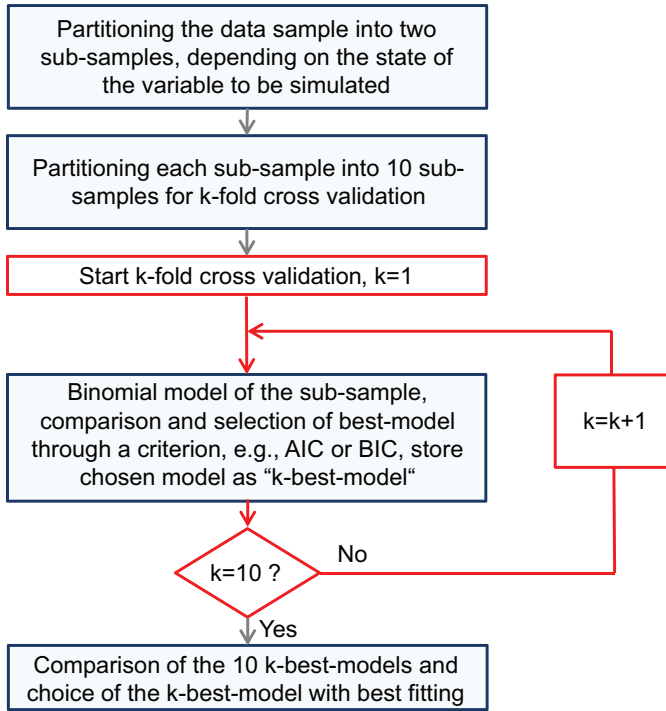 Partitioning the data sample into two
sub-samples, depending on the state of
the variable to be simulated
Partitioning each sub-sample into 10 sub-
samples for k-fold cross validation
Start k-fold cross validation, k=1
Binomial model of the sub-sample,
comparison and selection of best-model
through a criterion, e.g., AIC or BIC, store
chosen model as “k-best-model“
k=k+1
k=10 ?
No
Yes
Comparison of the 10 k-best-models and
choice of the k-best-model with best fitting